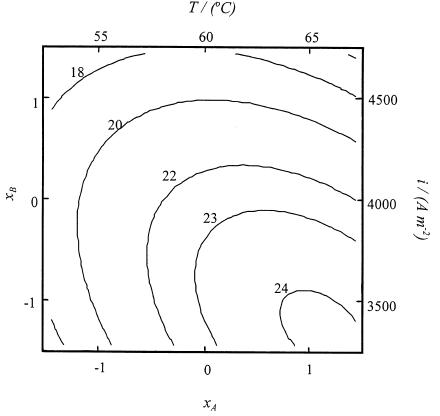 T / (ºC)
55 60 65
18
20
22
23
24
1
0
-1
x_B
4500
4000
3500
i / (A m⁻²)
-1 0 1
x_A